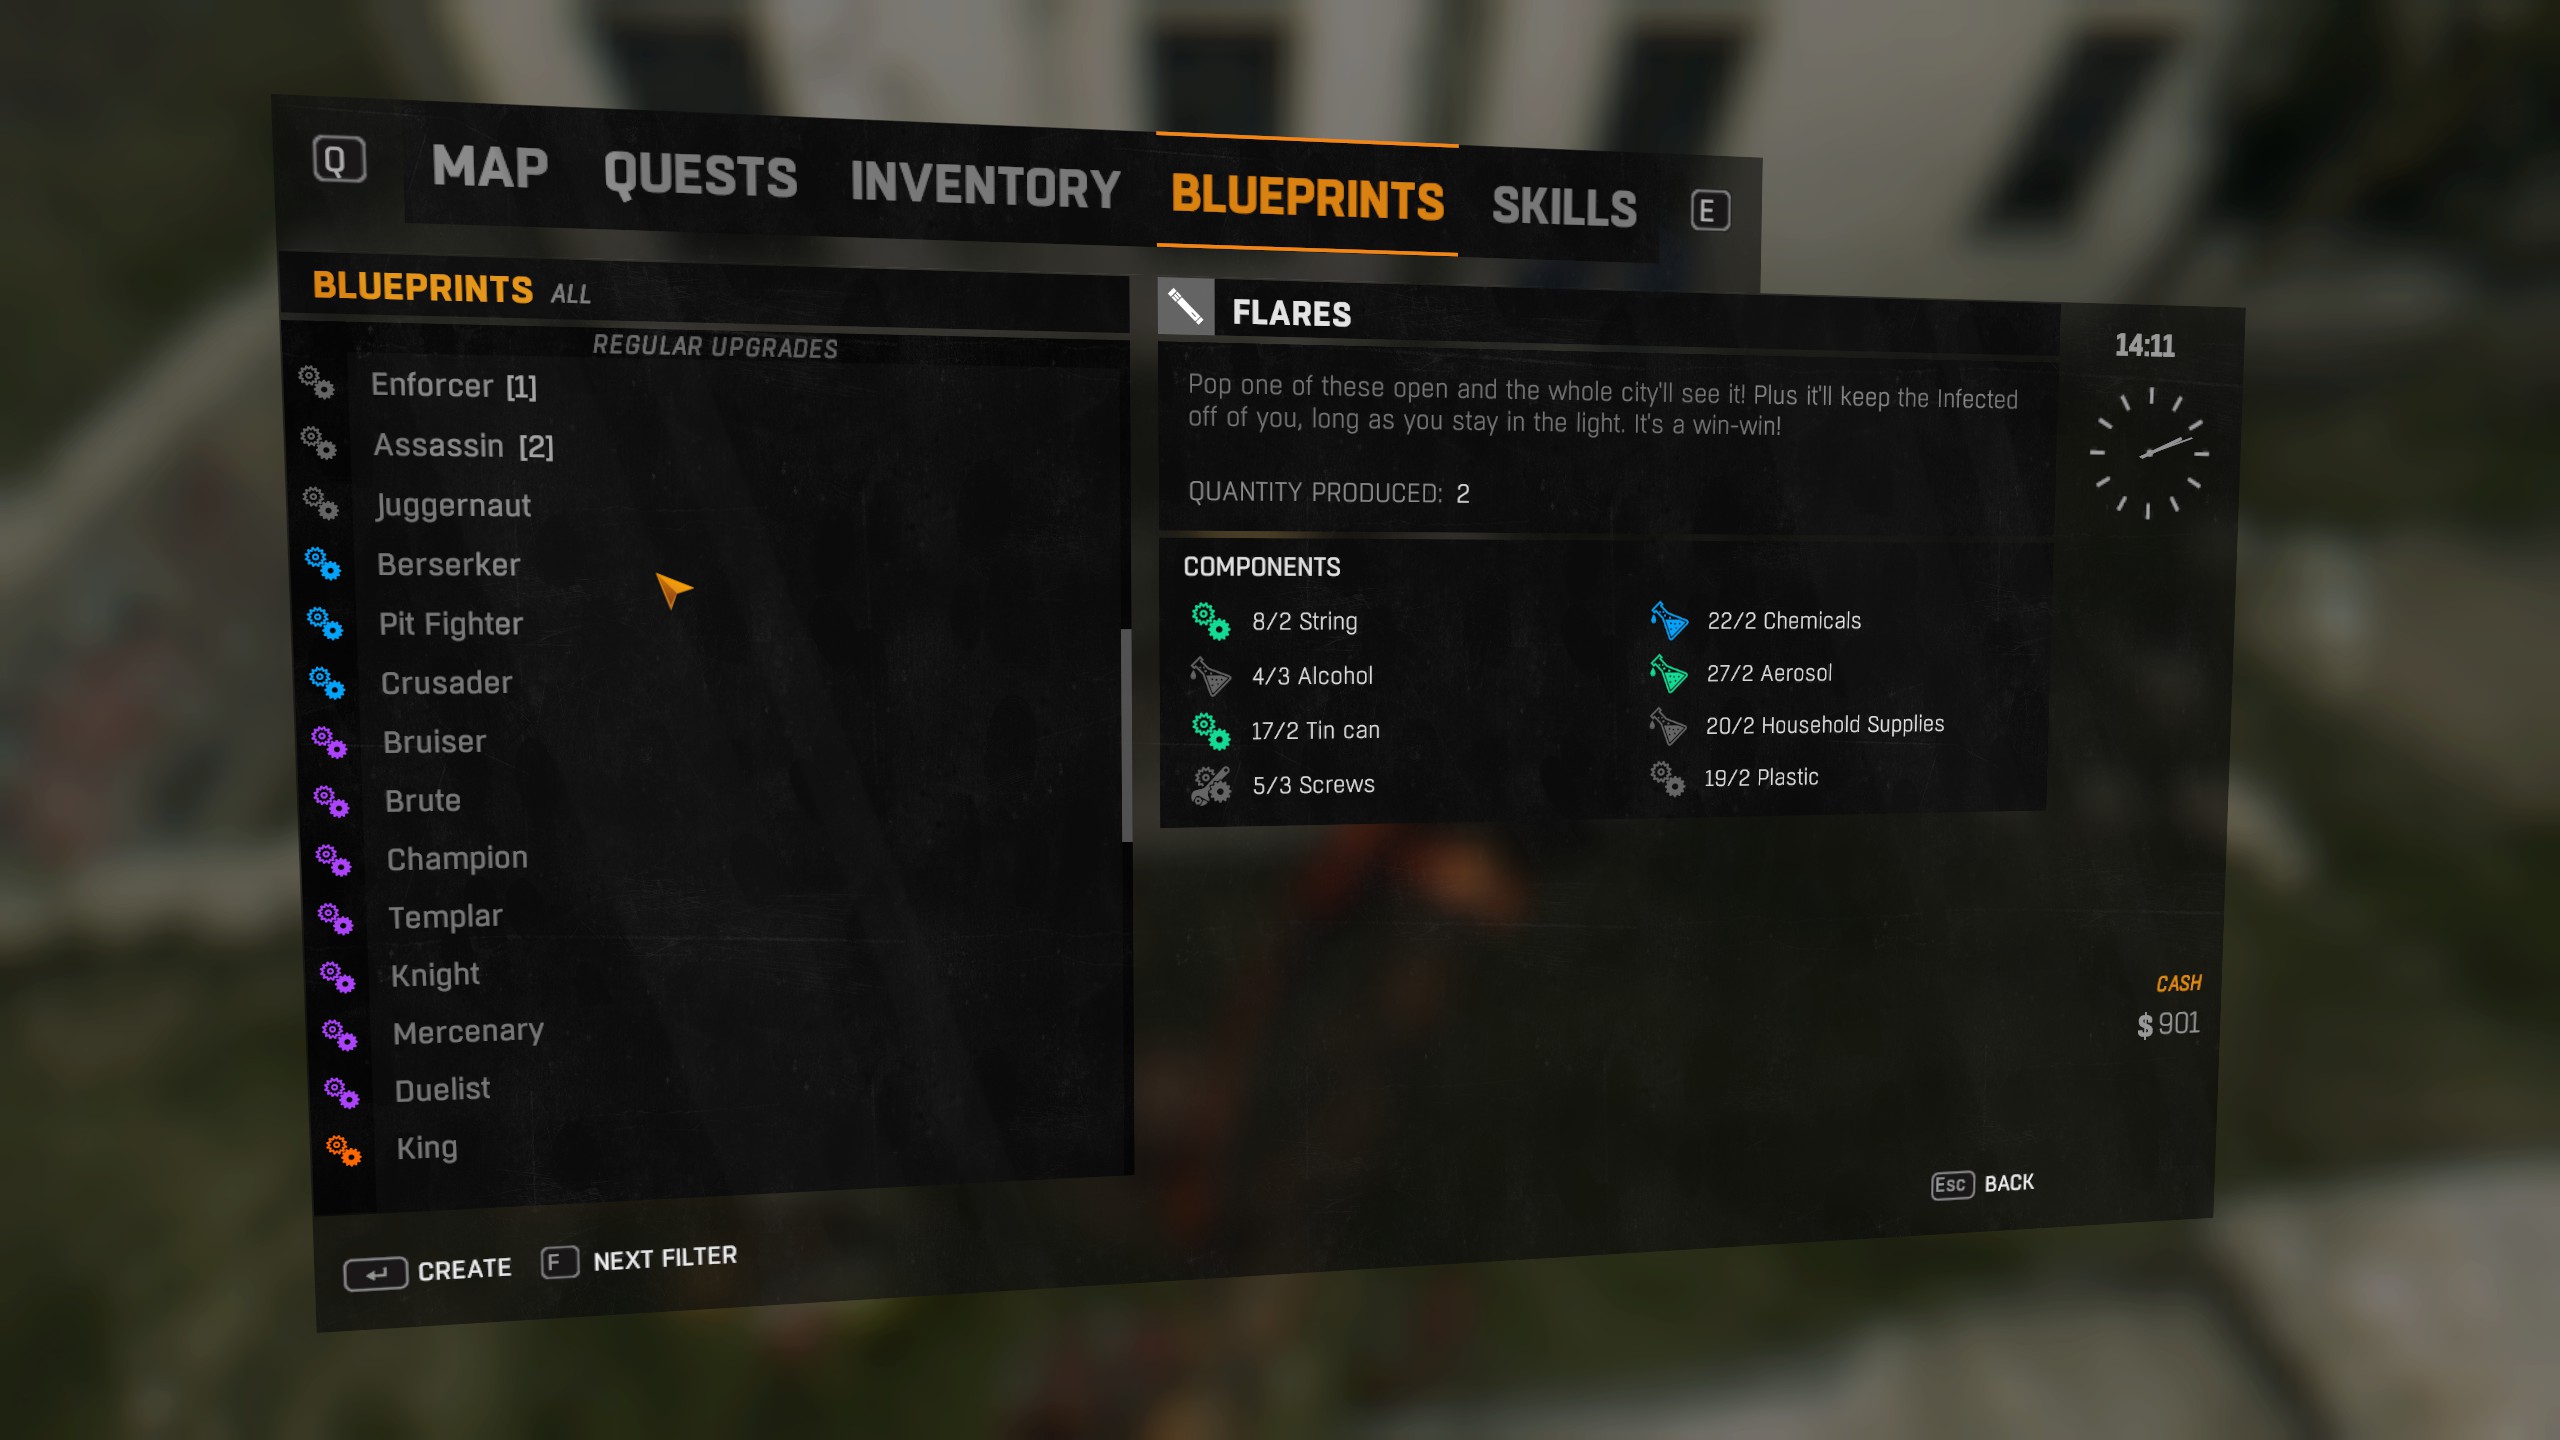 Q MAP QUESTS INVENTORY BLUEPRINTS SKILLS E
BLUEPRINTS ALL
REGULAR UPGRADES
Enforcer [1]
Assassin [2]
Juggernaut
Berserker
Pit Fighter
Crusader
Bruiser
Brute
Champion
Templar
Knight
Mercenary
Duelist
King
CREATE F NEXT FILTER
FLARES
Pop one of these open and the whole city'll see it! Plus it'll keep the Infected
off of you, long as you stay in the light. It's a win-win!
QUANTITY PRODUCED: 2
COMPONENTS
8/2 String
4/3 Alcohol
17/2 Tin can
5/3 Screws
22/2 Chemicals
27/2 Aerosol
20/2 Household Supplies
19/2 Plastic
14:11
CASH
$ 901
Esc BACK